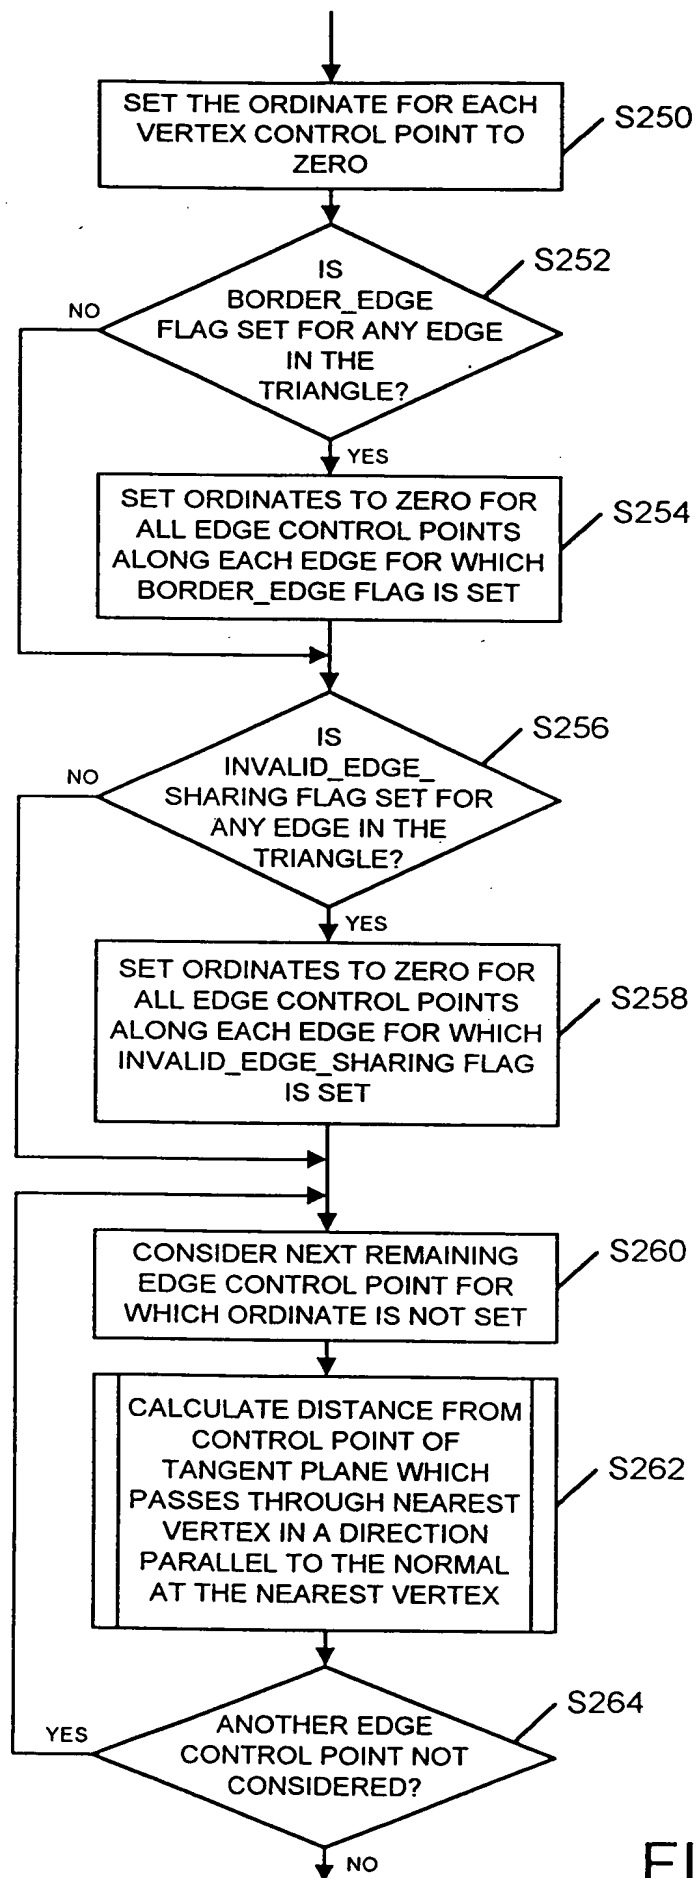 SET THE ORDINATE FOR EACH
VERTEX CONTROL POINT TO
ZERO
S250
IS
BORDER_EDGE
FLAG SET FOR ANY EDGE
IN THE
TRIANGLE?
S252
NO
YES
SET ORDINATES TO ZERO FOR
ALL EDGE CONTROL POINTS
ALONG EACH EDGE FOR WHICH
BORDER_EDGE FLAG IS SET
S254
IS
INVALID_EDGE_
SHARING FLAG SET FOR
ANY EDGE IN THE
TRIANGLE?
S256
NO
YES
SET ORDINATES TO ZERO FOR
ALL EDGE CONTROL POINTS
ALONG EACH EDGE FOR WHICH
INVALID_EDGE_SHARING FLAG
IS SET
S258
CONSIDER NEXT REMAINING
EDGE CONTROL POINT FOR
WHICH ORDINATE IS NOT SET
S260
CALCULATE DISTANCE FROM
CONTROL POINT OF
TANGENT PLANE WHICH
PASSES THROUGH NEAREST
VERTEX IN A DIRECTION
PARALLEL TO THE NORMAL
AT THE NEAREST VERTEX
S262
ANOTHER EDGE
CONTROL POINT NOT
CONSIDERED?
S264
YES
NO